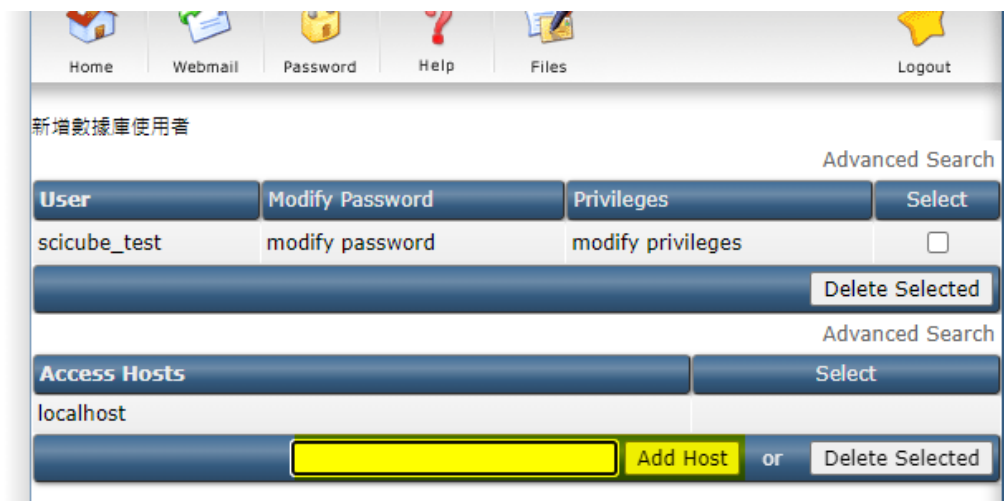 Home Webmail Password Help Files Logout
新增數據庫使用者
Advanced Search
User Modify Password Privileges Select
scicube_test modify password modify privileges
Delete Selected
Advanced Search
Access Hosts Select
localhost
Add Host or Delete Selected